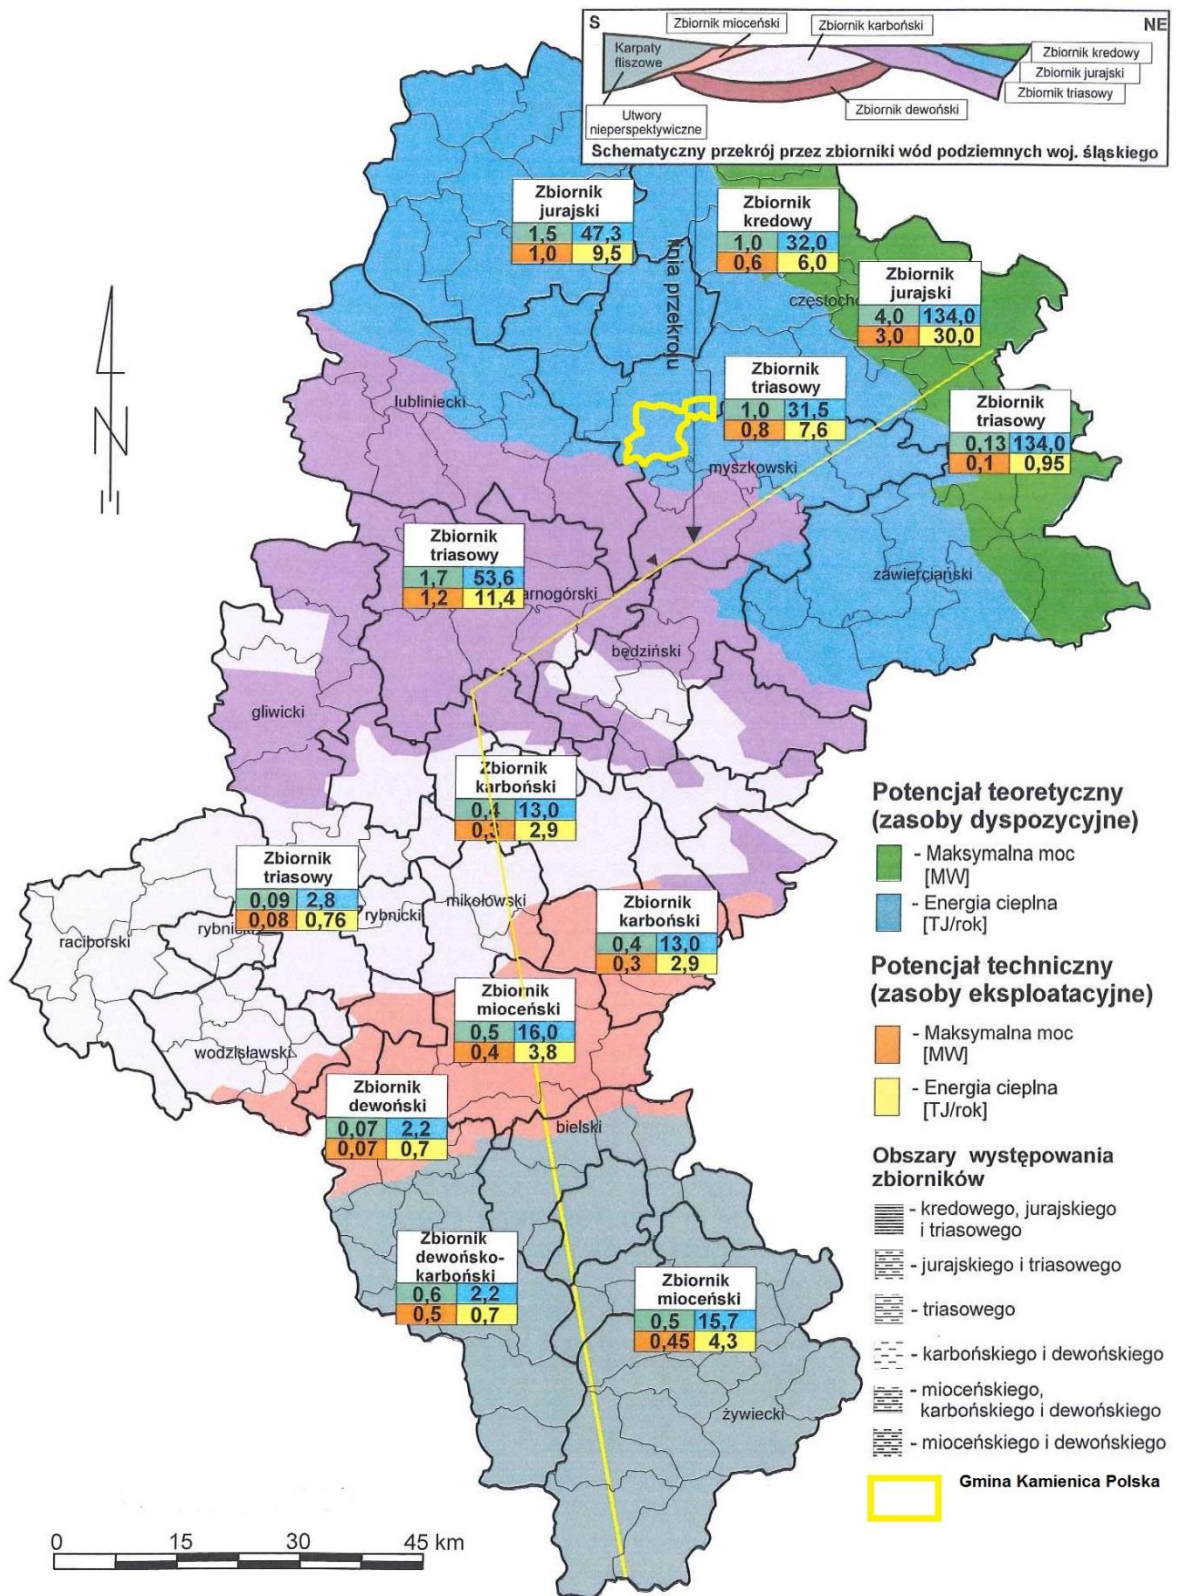 S
NE
Zbiornik mioceński
Zbiornik karboński
Karpaty
fliszowe
Zbiornik kredowy
Zbiornik jurajski
Zbiornik triasowy
Zbiornik dewoński
Utwory
nieperspektywiczne
Schematyczny przekrój przez zbiorniki wód podziemnych woj. śląskiego
Zbiornik
jurajski
1,5 47,3
1,0 9,5
Zbiornik
kredowy
1,0 32,0
0,6 6,0
linia przekroju
Zbiornik
jurajski
4,0 134,0
3,0 30,0
częstocho
Zbiornik
triasowy
1,0 31,5
0,8 7,6
Zbiornik
triasowy
0,13 134,0
0,1 0,95
lubliniecki
myszkowski
N
Zbiornik
triasowy
1,7 53,6
1,2 11,4
arnogórski
zawierciański
będziński
gliwicki
Zbiornik
karboński
0,4 13,0
0,3 2,9
Zbiornik
triasowy
0,09 2,8
0,08 0,76
rybni
rybnicki
mikołowski
raciborski
Zbiornik
karboński
0,4 13,0
0,3 2,9
Zbiornik
mioceński
0,5 16,0
0,4 3,8
wodzisławski
Zbiornik
dewoński
0,07 2,2
0,07 0,7
bielski
Zbiornik
dewońsko-
karboński
0,6 2,2
0,5 0,7
Zbiornik
mioceński
0,5 15,7
0,45 4,3
żywiecki
Potencjał teoretyczny
(zasoby dyspozycyjne)
- Maksymalna moc
[MW]
- Energia cieplna
[TJ/rok]
Potencjał techniczny
(zasoby eksploatacyjne)
- Maksymalna moc
[MW]
- Energia cieplna
[TJ/rok]
Obszary występowania
zbiorników
- kredowego, jurajskiego
i triasowego
- jurajskiego i triasowego
- triasowego
- karbońskiego i dewońskiego
- mioceńskiego,
karbońskiego i dewońskiego
- mioceńskiego i dewońskiego
Gmina Kamienica Polska
0 15 30 45 km